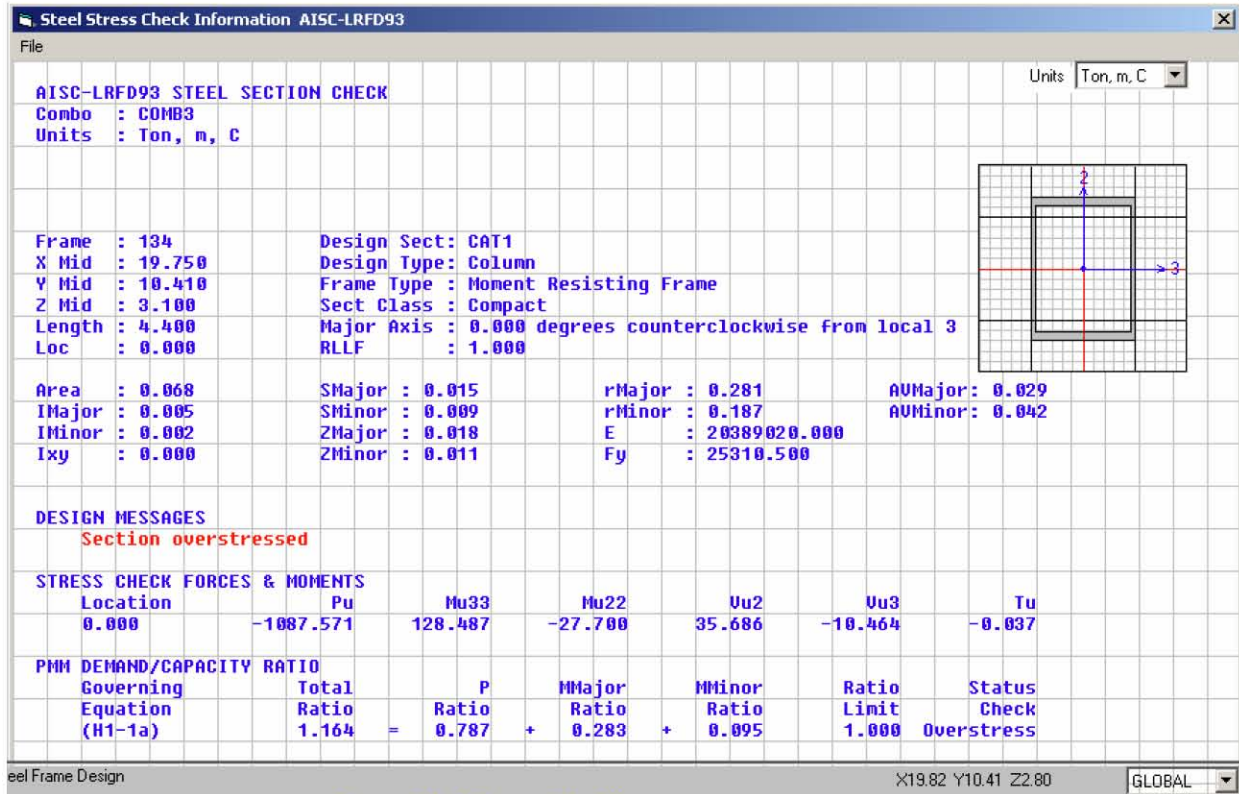 Steel Stress Check Information AISC-LRFD93
File
Units Ton, m, C
AISC-LRFD93 STEEL SECTION CHECK
Combo : COMB3
Units : Ton, m, C
2
3
Frame : 134 Design Sect: CAT1
X Mid : 19.750 Design Type: Column
Y Mid : 10.410 Frame Type : Moment Resisting Frame
Z Mid : 3.100 Sect Class : Compact
Length : 4.400 Major Axis : 0.000 degrees counterclockwise from local 3
Loc : 0.000 RLLF : 1.000
Area : 0.068 SMajor : 0.015 rMajor : 0.281 AVMajor: 0.029
IMajor : 0.005 SMinor : 0.009 rMinor : 0.187 AVMinor: 0.042
IMinor : 0.002 ZMajor : 0.018 E : 20389020.000
Ixy : 0.000 ZMinor : 0.011 Fy : 25310.500
DESIGN MESSAGES
Section overstressed
STRESS CHECK FORCES & MOMENTS
Location Pu Mu33 Mu22 Vu2 Vu3 Tu
0.000 -1087.571 128.487 -27.700 35.686 -10.464 -0.037
PMM DEMAND/CAPACITY RATIO
Governing Total P MMajor MMinor Ratio Status
Equation Ratio Ratio Ratio Ratio Limit Check
(H1-1a) 1.164 = 0.787 + 0.283 + 0.095 1.000 Overstress
eel Frame Design X19.82 Y10.41 Z2.80 GLOBAL